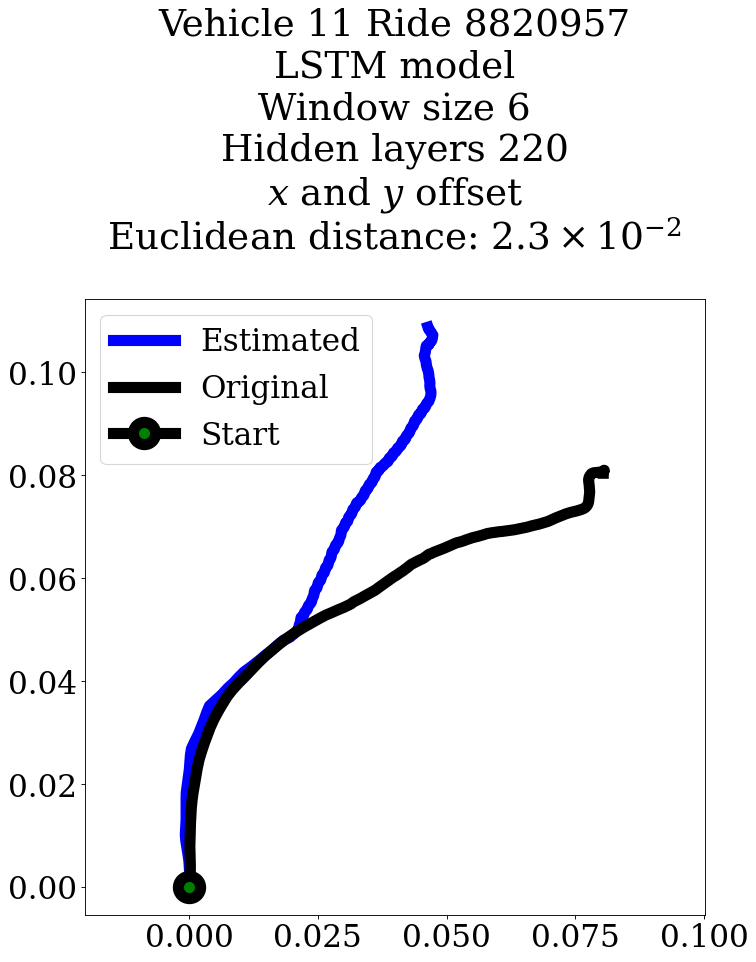 Vehicle 11 Ride 8820957
LSTM model
Window size 6
Hidden layers 220
x and y offset
Euclidean distance: 2.3 × 10⁻²
Estimated
Original
Start
0.10
0.08
0.06
0.04
0.02
0.00
0.000 0.025 0.050 0.075 0.100